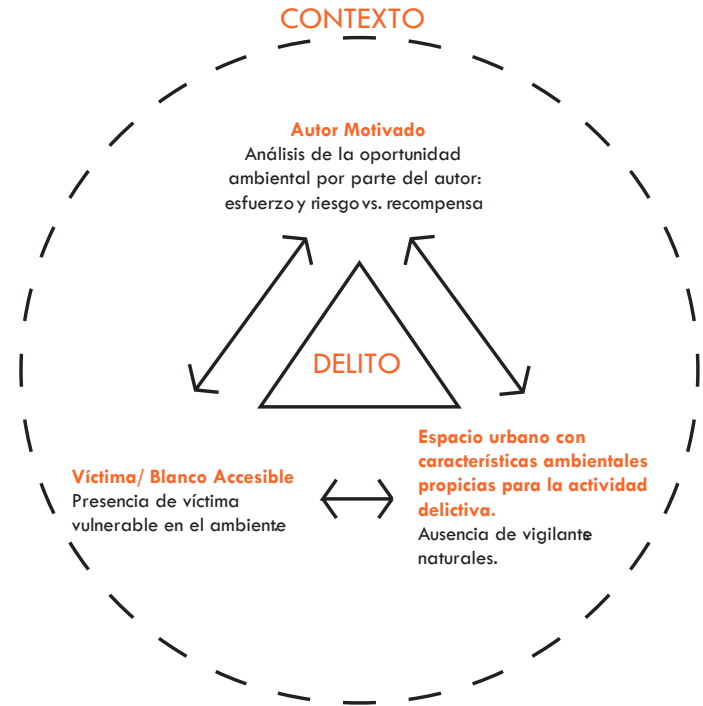 CONTEXTO
Autor Motivado
Análisis de la oportunidad
ambiental por parte del autor:
esfuerzo y riesgo vs. recompensa
DELITO
Víctima/ Blanco Accesible
Presencia de víctima
vulnerable en el ambiente
Espacio urbano con
características ambientales
propicias para la actividad
delictiva.
Ausencia de vigilante
naturales.